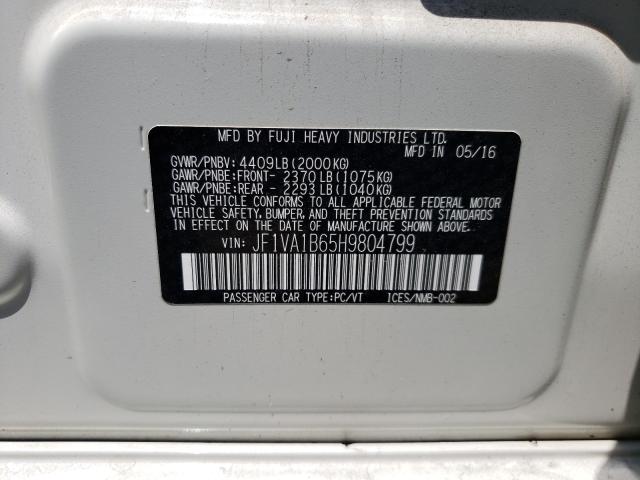 MFD BY FUJI HEAVY INDUSTRIES LTD.
MFD IN 05/16
GVWR/PNBV: 4409LB(2000KG)
GAWR/PNBE:FRONT- 2370LB(1075KG)
GAWR/PNBE:REAR - 2293LB(1040KG)
THIS VEHICLE CONFORMS TO ALL APPLICABLE FEDERAL MOTOR
VEHICLE SAFETY, BUMPER, AND THEFT PREVENTION STANDARDS
IN EFFECT ON THE DATE OF MANUFACTURE SHOWN ABOVE.
VIN: JF1VA1B65H9804799
PASSENGER CAR TYPE:PC/VT ICES/NMB-002